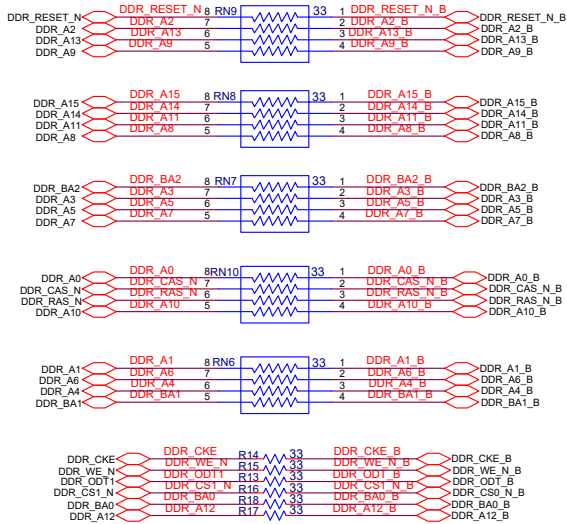 DDR_RESET_N DDR_RESET_N 8 RN9 33 1 DDR_RESET_N_B DDR_RESET_N_B
DDR_A2 DDR_A2 7 2 DDR_A2_B DDR_A2_B
DDR_A13 DDR_A13 6 3 DDR_A13_B DDR_A13_B
DDR_A9 DDR_A9 5 4 DDR_A9_B DDR_A9_B
DDR_A15 DDR_A15 8 RN8 33 1 DDR_A15_B DDR_A15_B
DDR_A14 DDR_A14 7 2 DDR_A14_B DDR_A14_B
DDR_A11 DDR_A11 6 3 DDR_A11_B DDR_A11_B
DDR_A8 DDR_A8 5 4 DDR_A8_B DDR_A8_B
DDR_BA2 DDR_BA2 8 RN7 33 1 DDR_BA2_B DDR_BA2_B
DDR_A3 DDR_A3 7 2 DDR_A3_B DDR_A3_B
DDR_A5 DDR_A5 6 3 DDR_A5_B DDR_A5_B
DDR_A7 DDR_A7 5 4 DDR_A7_B DDR_A7_B
DDR_A0 DDR_A0 8 RN10 33 1 DDR_A0_B DDR_A0_B
DDR_CAS_N DDR_CAS_N 7 2 DDR_CAS_N_B DDR_CAS_N_B
DDR_RAS_N DDR_RAS_N 6 3 DDR_RAS_N_B DDR_RAS_N_B
DDR_A10 DDR_A10 5 4 DDR_A10_B DDR_A10_B
DDR_A1 DDR_A1 8 RN6 33 1 DDR_A1_B DDR_A1_B
DDR_A6 DDR_A6 7 2 DDR_A6_B DDR_A6_B
DDR_A4 DDR_A4 6 3 DDR_A4_B DDR_A4_B
DDR_BA1 DDR_BA1 5 4 DDR_BA1_B DDR_BA1_B
DDR_CKE DDR_CKE R14 33 DDR_CKE_B DDR_CKE_B
DDR_WE_N DDR_WE_N R15 33 DDR_WE_N_B DDR_WE_N_B
DDR_ODT1 DDR_ODT1 R13 33 DDR_ODT_B DDR_ODT_B
DDR_CS1_N DDR_CS1_N R16 33 DDR_CS1_N_B DDR_CS0_N_B
DDR_BA0 DDR_BA0 R18 33 DDR_BA0_B DDR_BA0_B
DDR_A12 DDR_A12 R17 33 DDR_A12_B DDR_A12_B